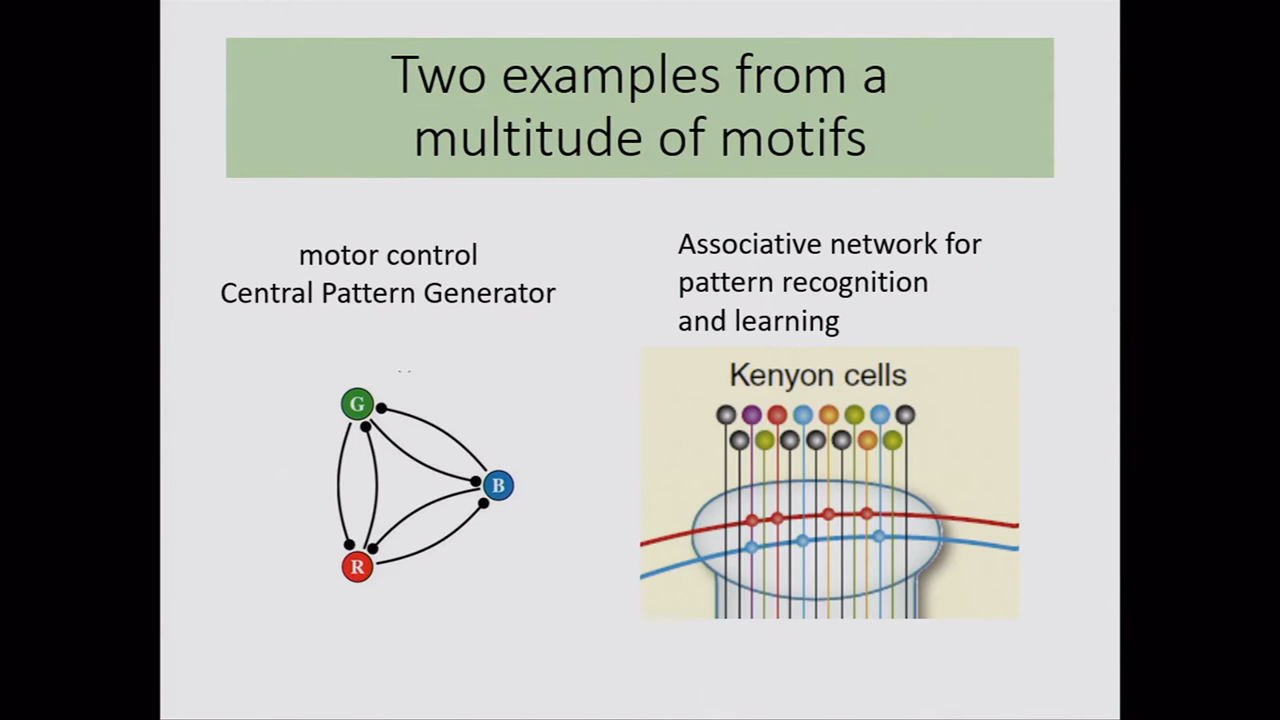 Two examples from a
multitude of motifs
motor control
Central Pattern Generator
Associative network for
pattern recognition
and learning
Kenyon cells
G
B
R